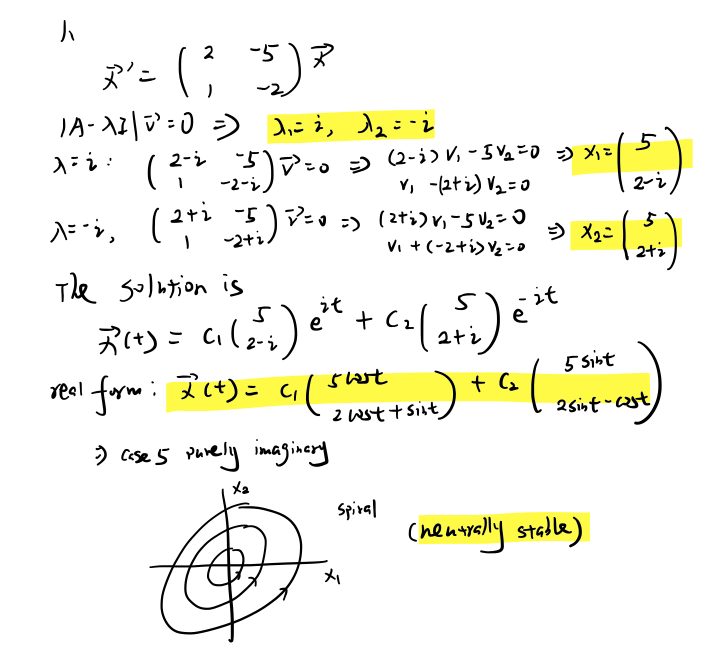 1,
x⃗' = ( 2 -5 ; 1 -2 ) x⃗
|A-λI|v⃗=0 ⇒ λ₁=i, λ₂=-i
λ=i: ( 2-i -5 ; 1 -2-i ) v⃗=0 ⇒ (2-i)v₁-5v₂=0 v₁-(2+i)v₂=0 ⇒ x₁= ( 5 ; 2-i )
λ=-i, ( 2+i -5 ; 1 -2+i ) v⃗=0 ⇒ (2+i)v₁-5v₂=0 v₁+(-2+i)v₂=0 ⇒ x₂= ( 5 ; 2+i )
The solution is
x⃗(t) = C₁ ( 5 ; 2-i ) e^{it} + C₂ ( 5 ; 2+i ) e^{-it}
real form: x⃗(t) = C₁ ( 5cost ; 2cost+sint ) + C₂ ( 5sint ; 2sint-cost )
⇒ case 5 purely imaginary
x₂
spiral
(neutrally stable)
x₁